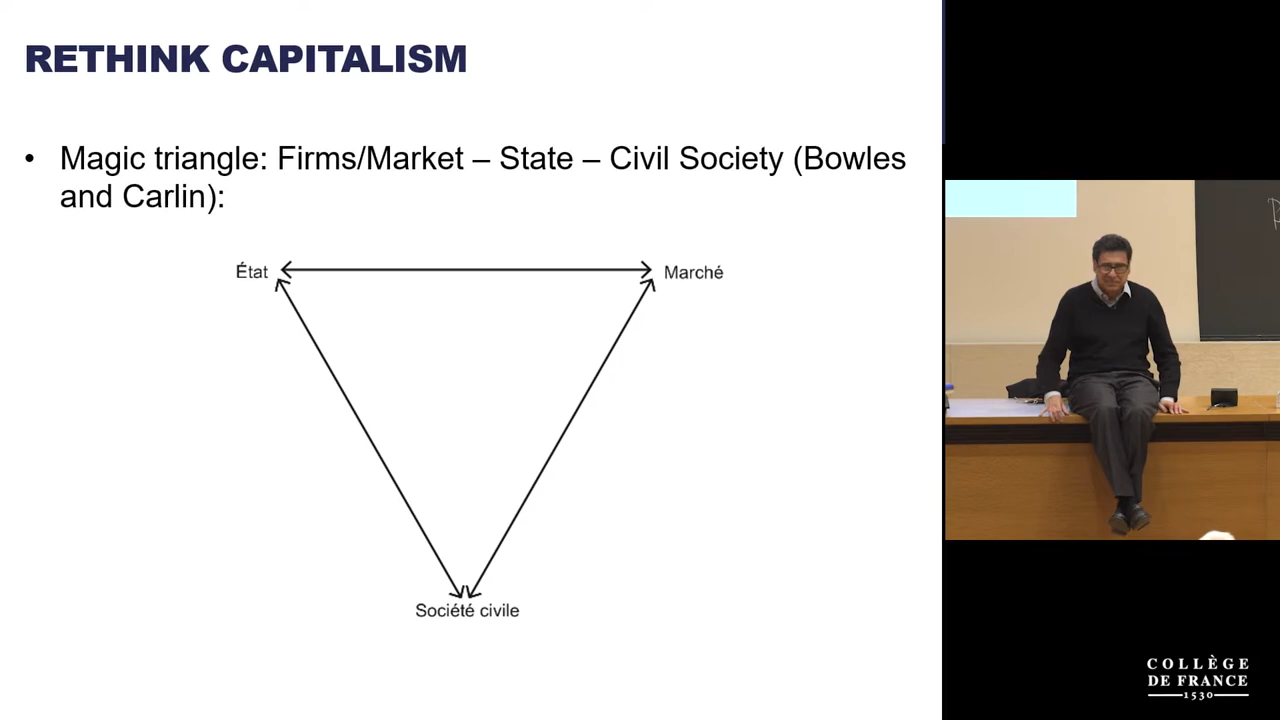 RETHINK CAPITALISM
• Magic triangle: Firms/Market – State – Civil Society (Bowles
and Carlin):
État
Marché
Société civile
COLLÈGE
DE FRANCE
1530